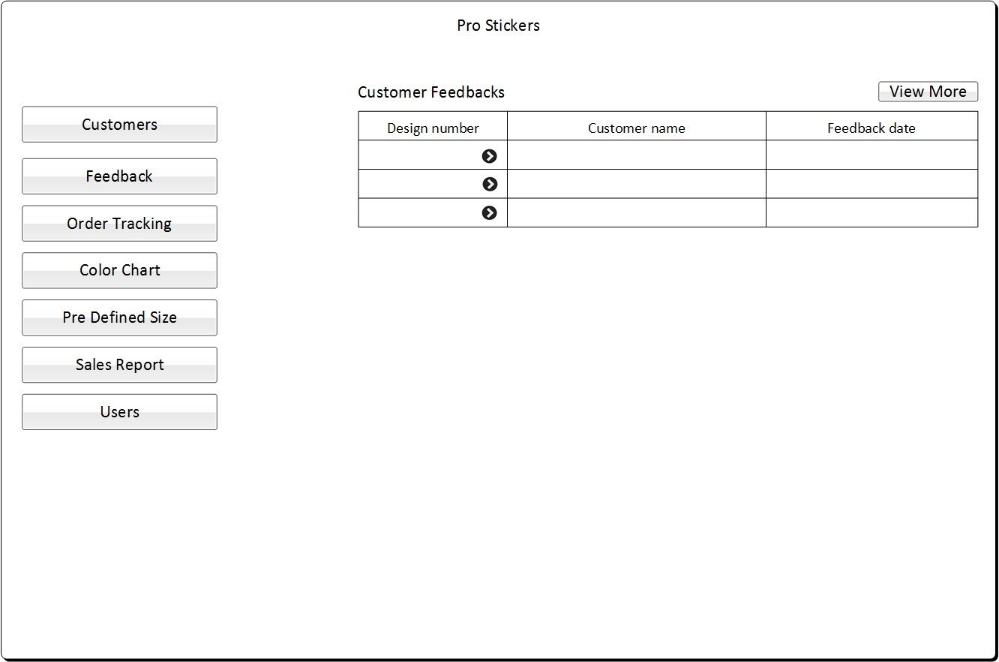 Pro Stickers
Customer Feedbacks
View More
Design number
Customer name
Feedback date
Customers
Feedback
Order Tracking
Color Chart
Pre Defined Size
Sales Report
Users